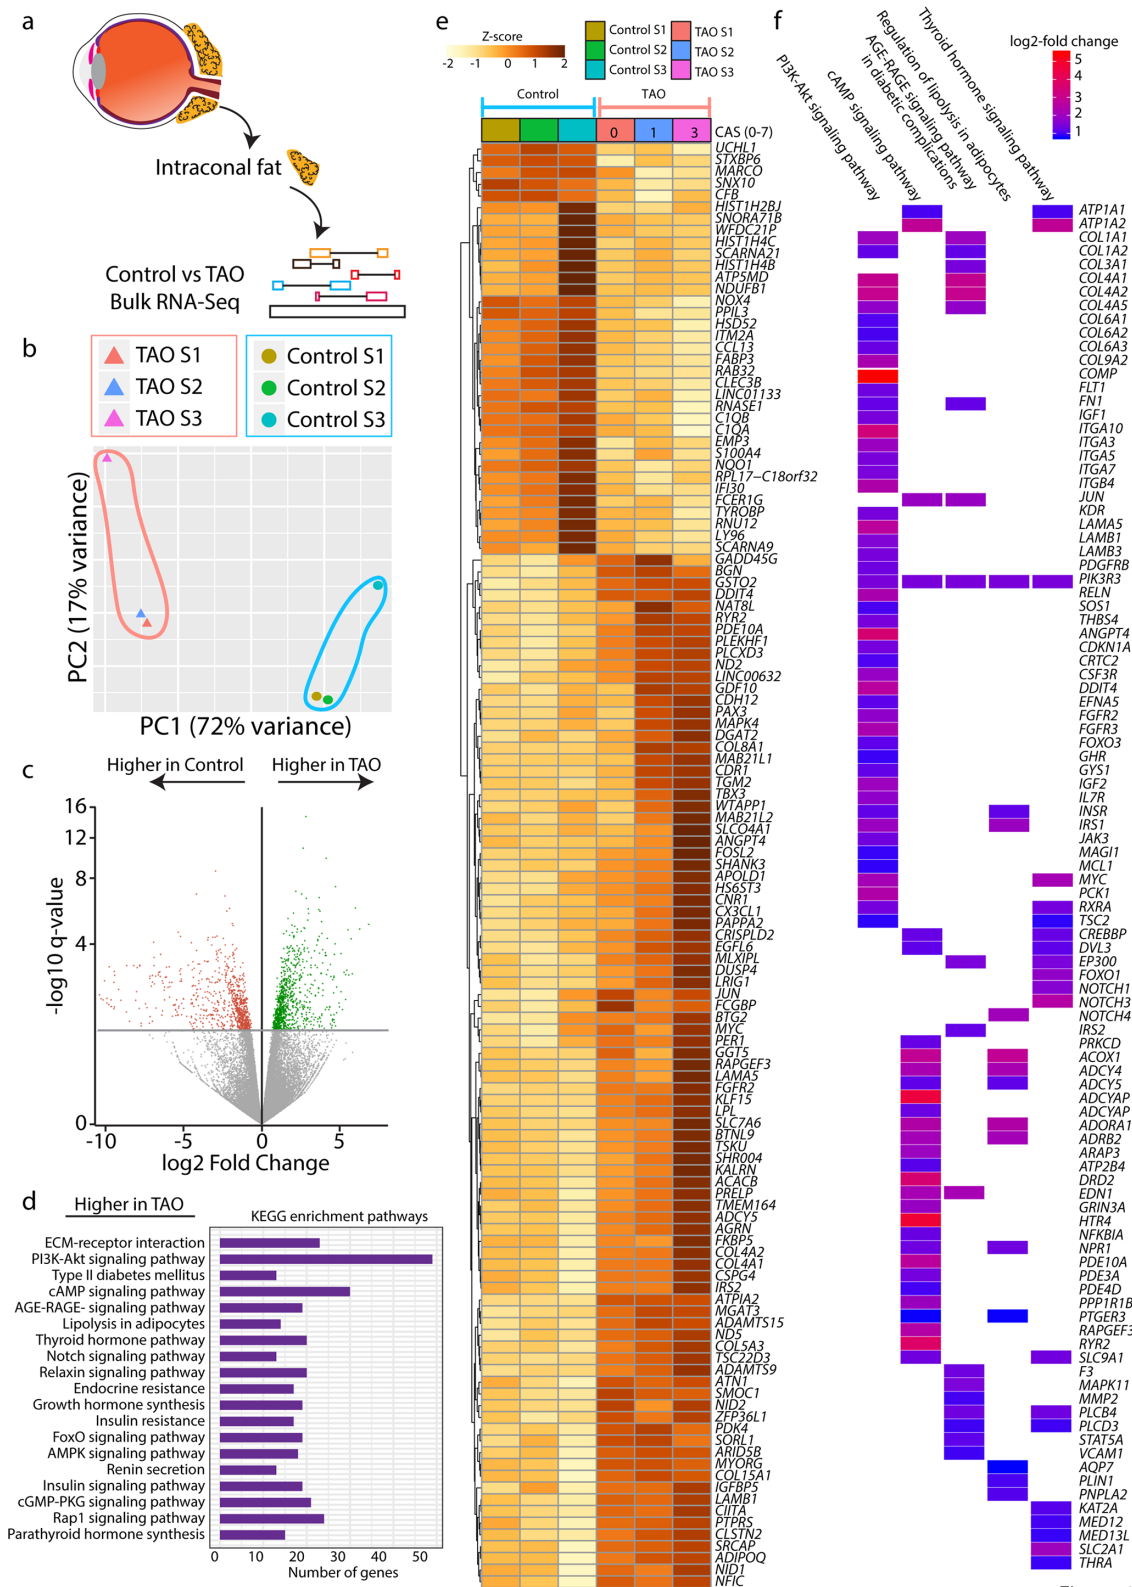 a
Intraconal fat
Control vs TAO
Bulk RNA-Seq
b
TAO S1
TAO S2
TAO S3
Control S1
Control S2
Control S3
PC2 (17% variance)
PC1 (72% variance)
c
Higher in Control
Higher in TAO
16
12
8
4
0
-log10 q-value
-10
-5
0
5
log2 Fold Change
d
Higher in TAO
KEGG enrichment pathways
ECM-receptor interaction
PI3K-Akt signaling pathway
Type II diabetes mellitus
cAMP signaling pathway
AGE-RAGE- signaling pathway
Lipolysis in adipocytes
Thyroid hormone pathway
Notch signaling pathway
Relaxin signaling pathway
Endocrine resistance
Growth hormone synthesis
Insulin resistance
FoxO signaling pathway
AMPK signaling pathway
Renin secretion
Insulin signaling pathway
cGMP-PKG signaling pathway
Rap1 signaling pathway
Parathyroid hormone synthesis
0 10 20 30 40 50
Number of genes
e
Z-score
-2 -1 0 1 2
Control S1
Control S2
Control S3
TAO S1
TAO S2
TAO S3
Control
TAO
0 1 3
CAS (0-7)
UCHL1
STXBP6
MARCO
SNX10
CFB
HIST1H2BJ
SNORA71B
WFDC21P
HIST1H4C
SCARNA21
HIST1H4B
ATP5MD
NDUFB1
NOX4
PPIL3
HSD52
ITM2A
CCL13
FABP3
RAB32
CLEC3B
LINC01133
RNASE1
C1QB
C1QA
EMP3
S100A4
NQO1
RPL17−C18orf32
IFI30
FCER1G
TYROBP
RNU12
LY96
SCARNA9
GADD45G
BGN
GSTO2
DDIT4
NAT8L
RYR2
PDE10A
PLEKHF1
PLCXD3
ND2
LINC00632
GDF10
CDH12
PAX3
MAPK4
DGAT2
COL8A1
MAB21L1
CDR1
TGM2
TBX3
WTAPP1
MAB21L2
SLCO4A1
ANGPT4
FOSL2
SHANK3
APOLD1
HS6ST3
CNR1
CX3CL1
PAPPA2
CRISPLD2
EGFL6
MLXIPL
DUSP4
LRIG1
JUN
FCGBP
BTG2
MYC
PER1
GGT5
RAPGEF3
LAMA5
FGFR2
KLF15
LPL
SLC7A6
BTNL9
TSKU
SHR004
KALRN
ACACB
PRELP
TMEM164
ADCY5
AGRN
FKBP5
COL4A2
COL4A1
CSPG4
IRS2
ATPIA2
MGAT3
ADAMTS15
ND5
COL5A3
TSC22D3
ADAMTS9
ATN1
SMOC1
NID2
ZFP36L1
PDK4
SORL1
ARID5B
MYORG
COL15A1
IGFBP5
LAMB1
CIITA
PTPRS
CLSTN2
SRCAP
ADIPOQ
NID1
NFIC
f
PI3K-Akt signaling pathway
cAMP signaling pathway
AGE-RAGE signaling pathway
in diabetic complications
Regulation of lipolysis in adipocytes
Thyroid hormone signaling pathway
log2-fold change
5
4
3
2
1
ATP1A1
ATP1A2
COL1A1
COL1A2
COL3A1
COL4A1
COL4A2
COL4A5
COL6A1
COL6A2
COL6A3
COL9A2
COMP
FLT1
FN1
IGF1
ITGA10
ITGA3
ITGA5
ITGA7
ITGB4
JUN
KDR
LAMA5
LAMB1
LAMB3
PDGFRB
PIK3R3
RELN
SOS1
THBS4
ANGPT4
CDKN1A
CRTC2
CSF3R
DDIT4
EFNA5
FGFR2
FGFR3
FOXO3
GHR
GYS1
IGF2
IL7R
INSR
IRS1
JAK3
MAGI1
MCL1
MYC
PCK1
RXRA
TSC2
CREBBP
DVL3
EP300
FOXO1
NOTCH1
NOTCH3
NOTCH4
IRS2
PRKCD
ACOX1
ADCY4
ADCY5
ADCYAP
ADCYAP
ADORA1
ADRB2
ARAP3
ATP2B4
DRD2
EDN1
GRIN3A
HTR4
NFKBIA
NPR1
PDE10A
PDE3A
PDE4D
PPP1R1B
PTGER3
RAPGEF3
RYR2
SLC9A1
F3
MAPK11
MMP2
PLCB4
PLCD3
STAT5A
VCAM1
AQP7
PLIN1
PNPLA2
KAT2A
MED12
MED13L
SLC2A1
THRA